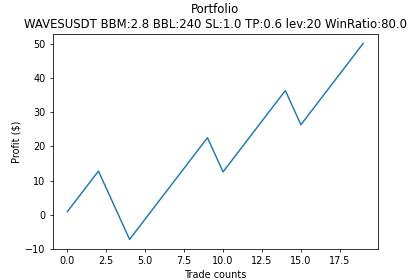 Portfolio
WAVESUSDT BBM:2.8 BBL:240 SL:1.0 TP:0.6 lev:20 WinRatio:80.0
50
40
30
20
10
0
-10
Profit ($)
0.0 2.5 5.0 7.5 10.0 12.5 15.0 17.5
Trade counts